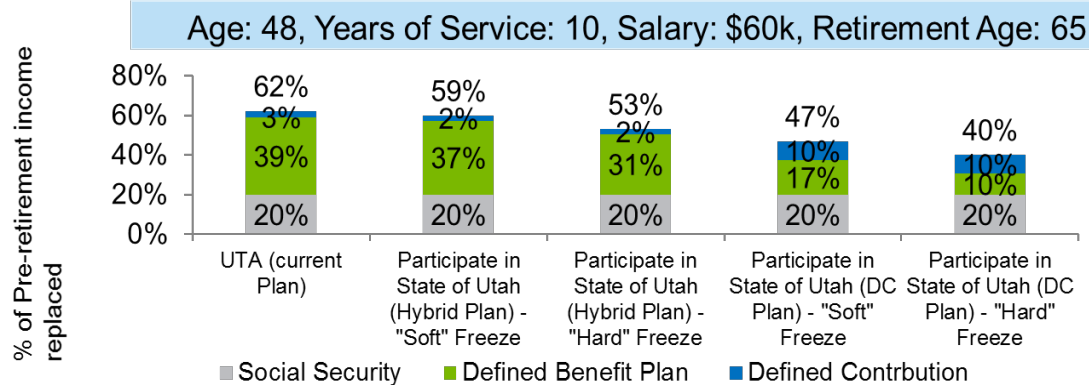 Age: 48, Years of Service: 10, Salary: $60k, Retirement Age: 65
% of Pre-retirement income
replaced
80%
60%
40%
20%
0%
62%
3%
39%
20%
59%
2%
37%
20%
53%
2%
31%
20%
47%
10%
17%
20%
40%
10%
10%
20%
UTA (current
Plan)
Participate in
State of Utah
(Hybrid Plan) -
"Soft" Freeze
Participate in
State of Utah
(Hybrid Plan) -
"Hard" Freeze
Participate in
State of Utah (DC
Plan) - "Soft"
Freeze
Participate in
State of Utah (DC
Plan) - "Hard"
Freeze
Social Security
Defined Benefit Plan
Defined Contrbution